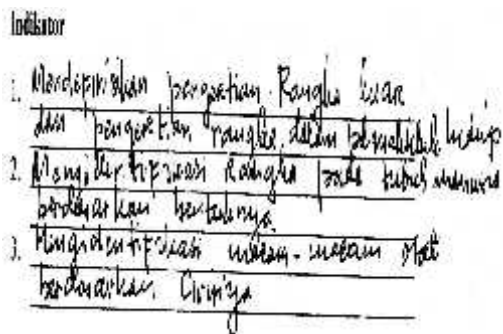 Indikator
1. Mendeskripsikan pengertian Rangka luar
dan pengertian rangka dalam hidup
2. Mengidentifikasi Rangka pada tubuh manusia
berdasarkan bentuknya
3. Mengidentifikasi macam-macam otot
berdasarkan Cirinya